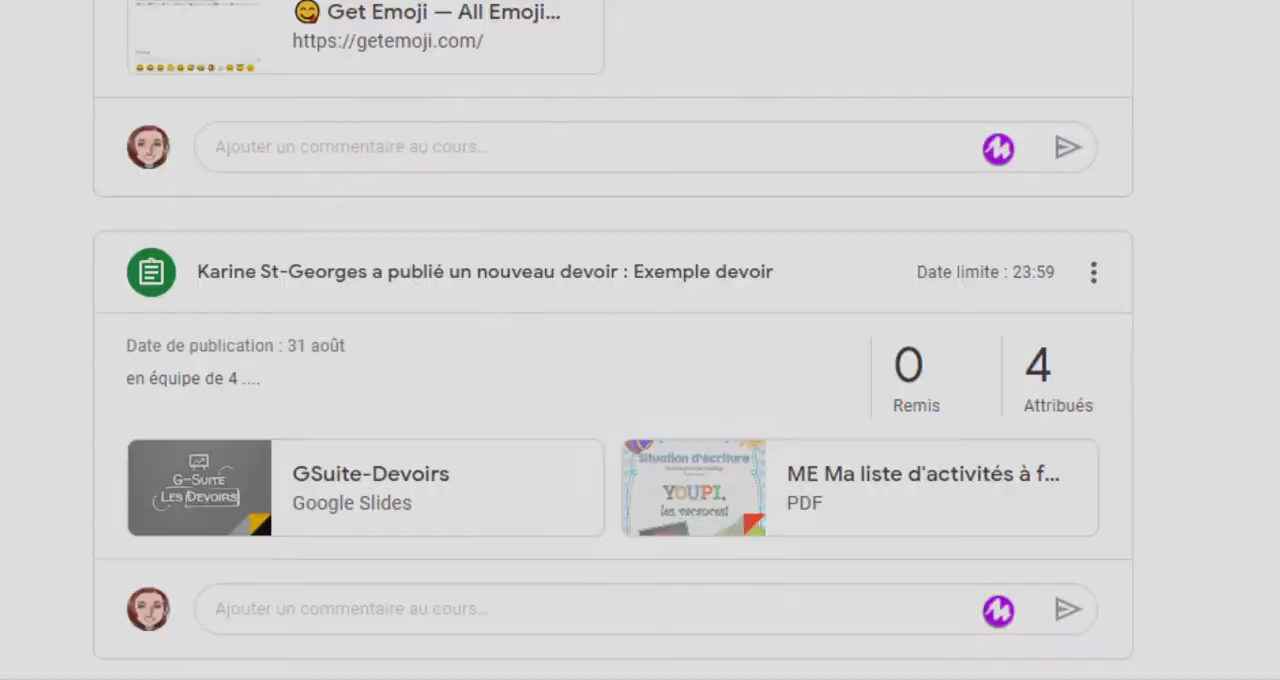 😋 Get Emoji — All Emoji...
https://getemoji.com/
Ajouter un commentaire au cours...
Karine St-Georges a publié un nouveau devoir : Exemple devoir
Date limite : 23:59
Date de publication : 31 août
en équipe de 4 ....
0
Remis
4
Attribués
G-Suite
Les Devoirs
GSuite-Devoirs
Google Slides
Situation d'écriture
YOUPI,
les vacances!
ME Ma liste d'activités à f...
PDF
Ajouter un commentaire au cours...